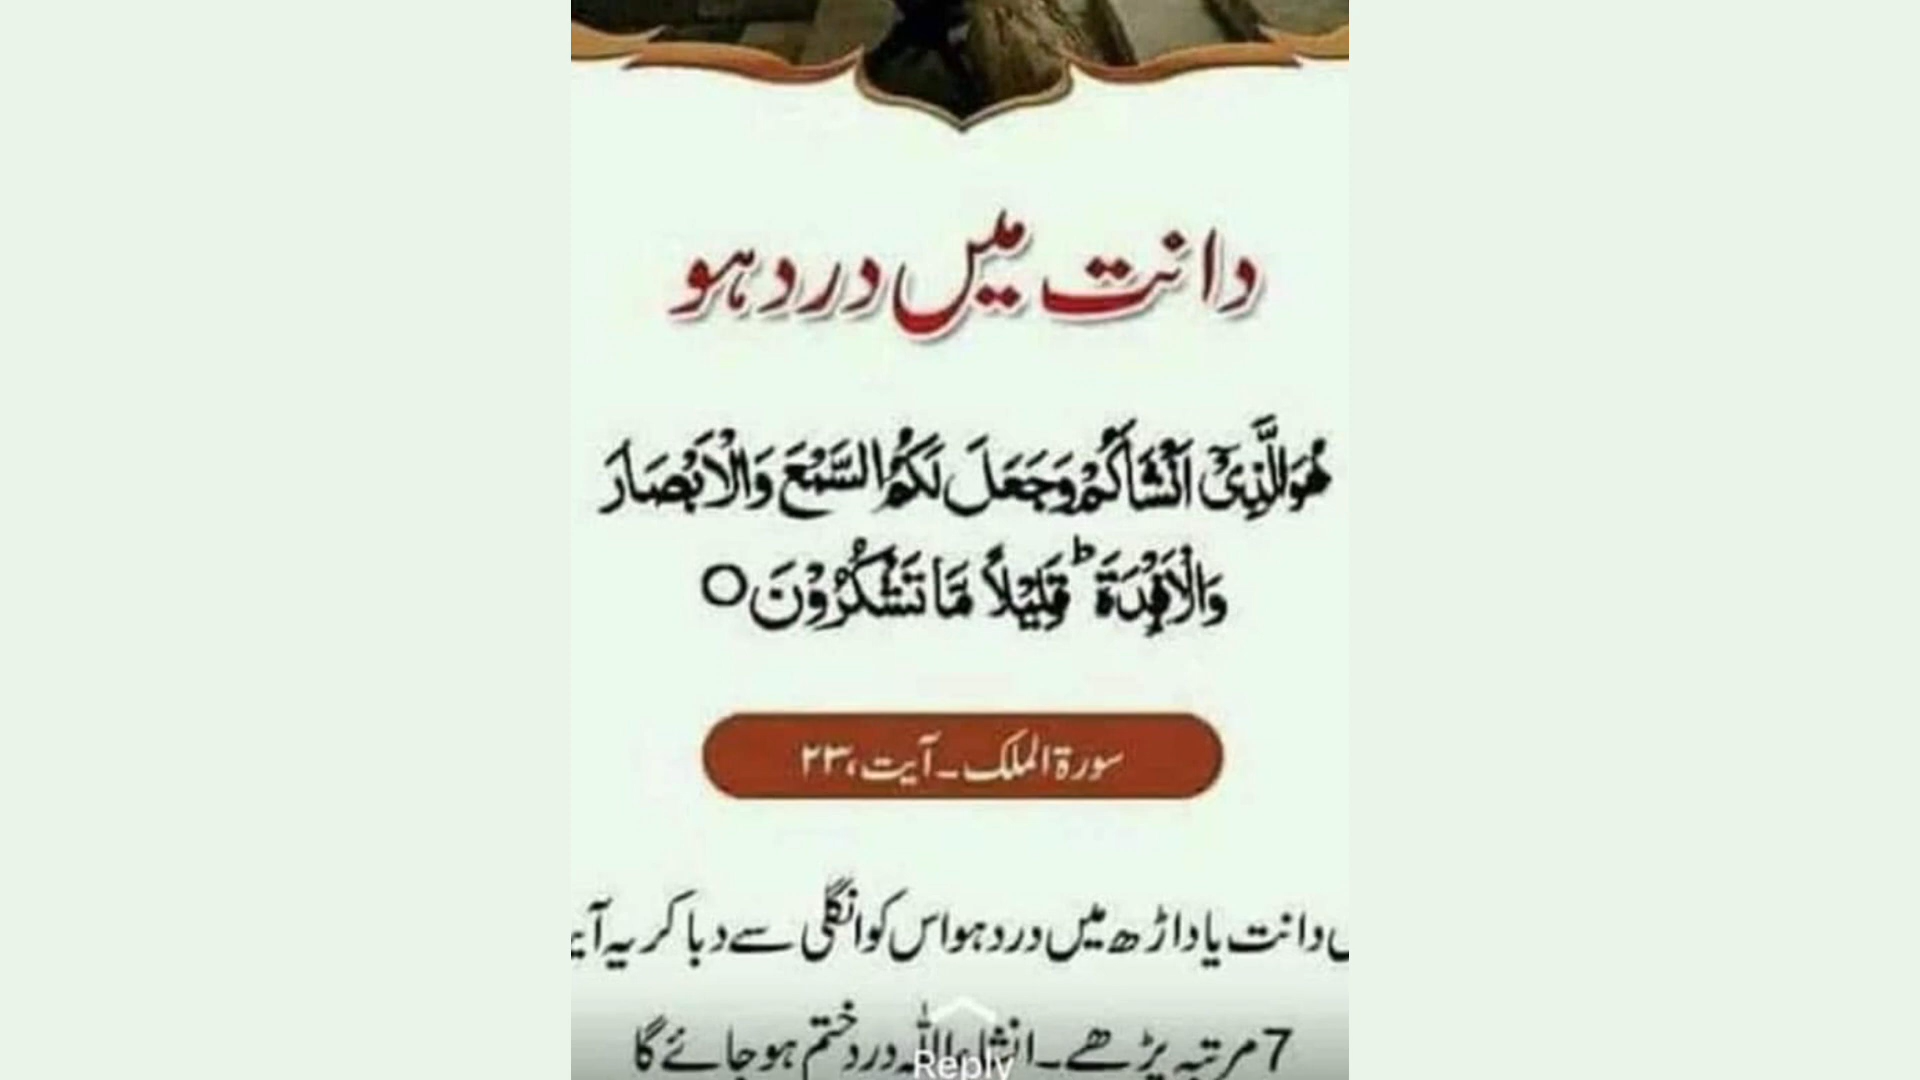 دانت میں درد ہو
هُوَالَّذِیْۤ اَنْشَاَكُمْ وَجَعَلَ لَكُمُ السَّمْعَ وَالْاَبْصَارَ
وَالْاَفْـِٕدَةَ ؕ قَلِیْلاً مَّا تَشْكُرُوْنَ ○
سورۃ الملک ۔ آیت، ۲۳
دانت یا داڑھ میں درد ہو اس کو انگلی سے دبا کر یہ
7 مرتبہ پڑھے۔ انشاءاللہ درد ختم ہو جائے گا
Reply